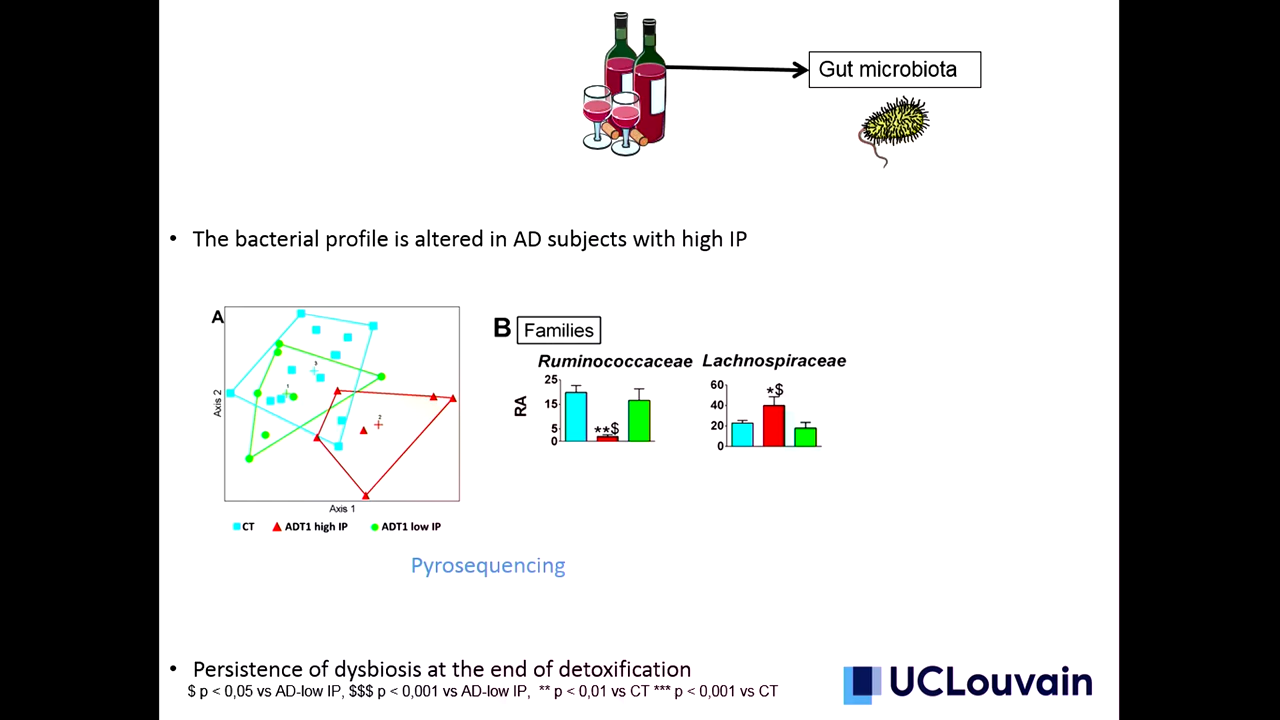 Gut microbiota
• The bacterial profile is altered in AD subjects with high IP
A
Axis 2
3
1
2
Axis 1
CT ADT1 high IP ADT1 low IP
B Families
Ruminococcaceae Lachnospiraceae
RA
25
15
5
0
**$
60
40
20
0
*$
Pyrosequencing
• Persistence of dysbiosis at the end of detoxification
$ p < 0,05 vs AD-low IP, $$$ p < 0,001 vs AD-low IP, ** p < 0,01 vs CT *** p < 0,001 vs CT
UCLouvain